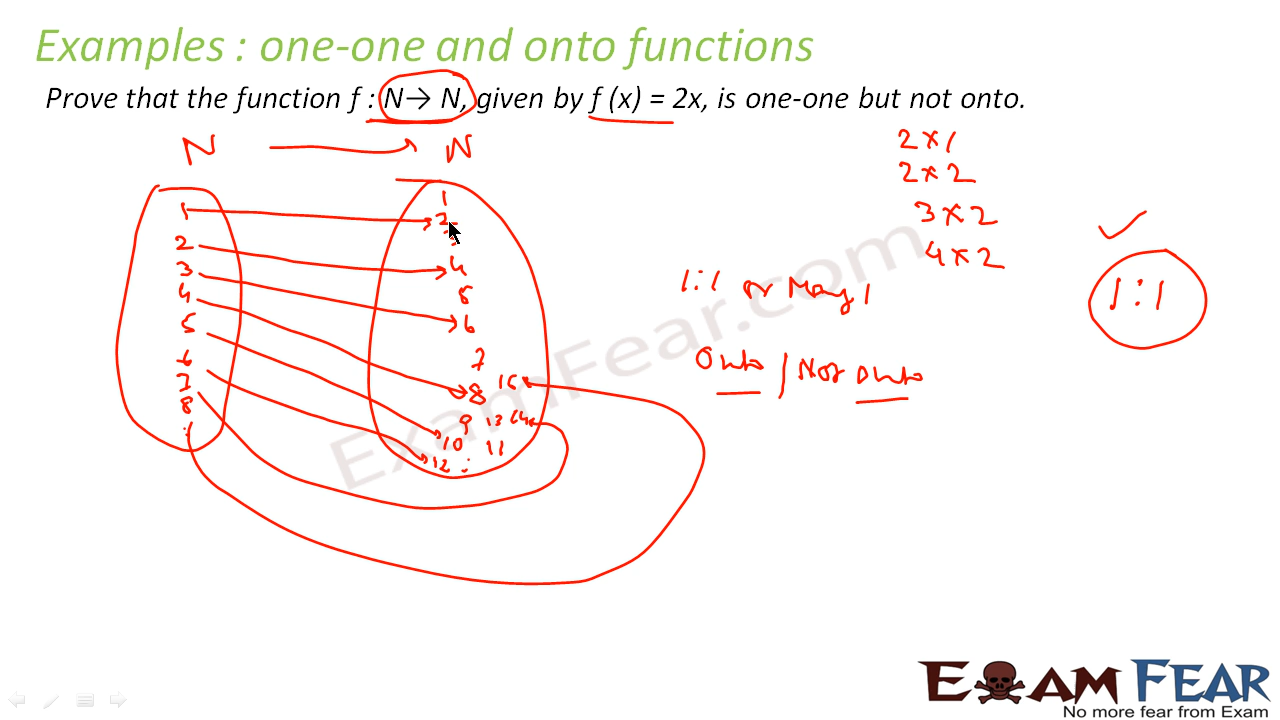 Examples : one-one and onto functions
Prove that the function f : N→ N, given by f (x) = 2x, is one-one but not onto.
N N
2 × 1
2 × 2
3 × 2
4 × 2
1
2
3
4
5
6
7
8
:
1
2
4
5
6
7
8 16
9 13 14
10 11
12 :
1:1 or Many 1
1:1
Onto / Not onto
ExamFear.com
EXAM FEAR
No more fear from Exam